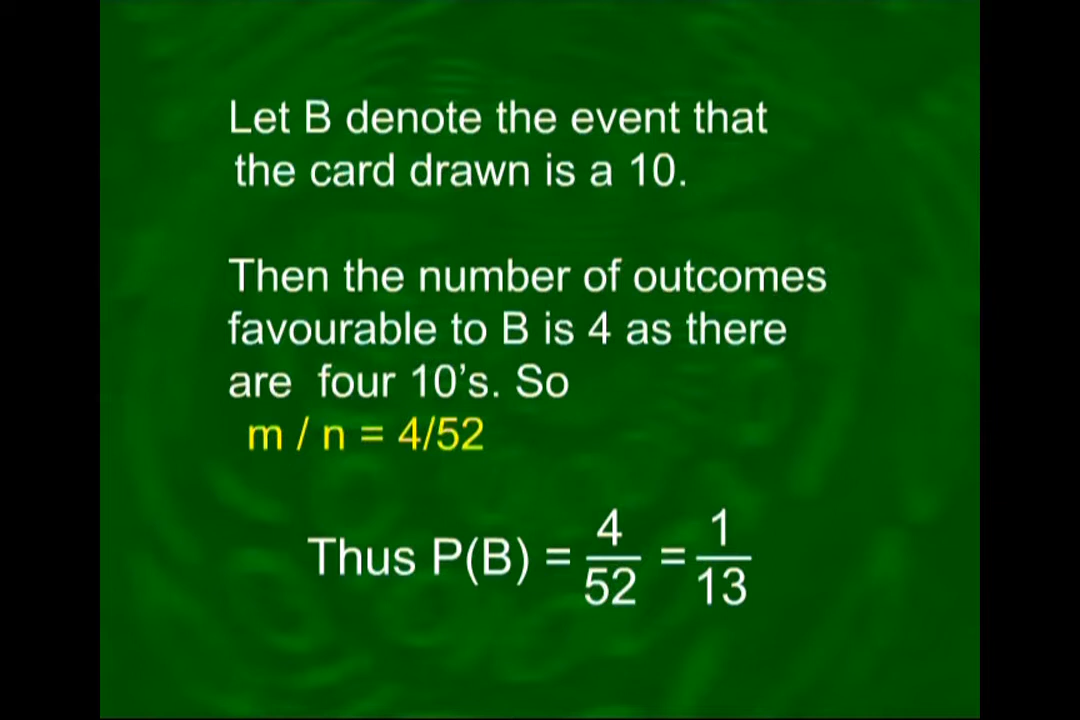 Let B denote the event that
the card drawn is a 10.
Then the number of outcomes
favourable to B is 4 as there
are four 10's. So
m / n = 4/52
Thus P(B) = 4/52 = 1/13